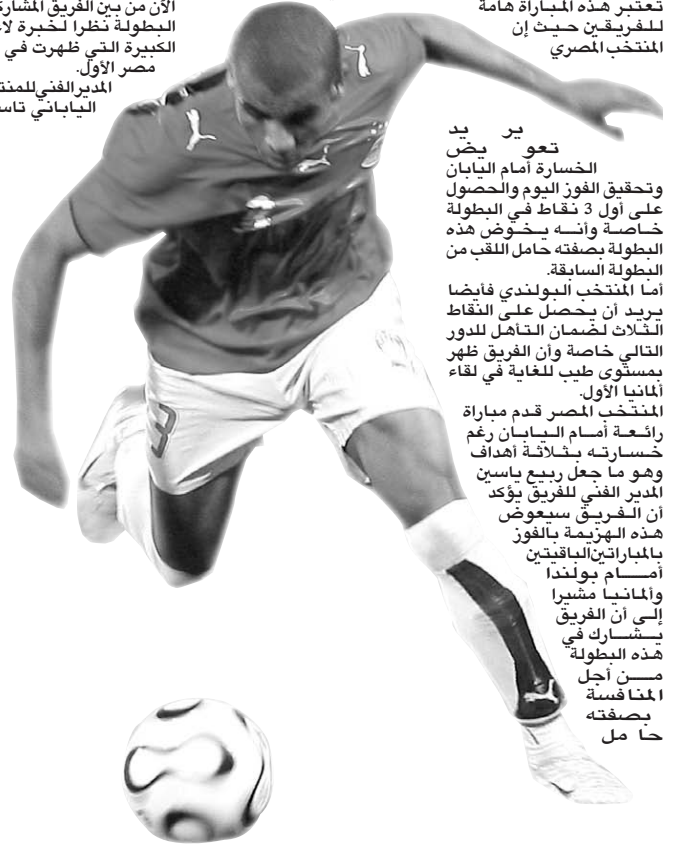 تعتبر هذه المباراة هامة
للفريقين حيث إن
المنتخب المصري
يريد
تعويض
الخسارة أمام اليابان
وتحقيق الفوز اليوم والحصول
على أول 3 نقاط في البطولة
خاصة وأنه يخوض هذه
البطولة بصفته حامل اللقب من
البطولة السابقة.
أما المنتخب البولندي فأيضا
يريد أن يحصل على النقاط
الثلاث لضمان التأهل للدور
التالي خاصة وأن الفريق ظهر
بمستوى طيب للغاية في لقاء
ألمانيا الأول.
المنتخب المصر قدم مباراة
رائعة أمام اليابان رغم
خسارته بثلاثة أهداف
وهو ما جعل ربيع ياسين
المدير الفني للفريق يؤكد
أن الفريق سيعوض
هذه الهزيمة بالفوز
بالمباراتين الباقيتين
أمام بولندا
وألمانيا مشيرا
إلى أن الفريق
يشارك في
هذه البطولة
من أجل
المنافسة
بصفته
حامل
الآن من بين الفريق
البطولة نظرا لخبرة
الكبيرة التي ظهرت في
مصر الأول.
المدير الفني
الياباني
3